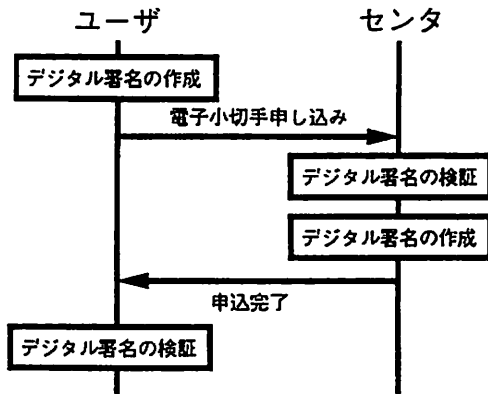 ユーザ
センタ
デジタル署名の作成
電子小切手申し込み
デジタル署名の検証
デジタル署名の作成
申込完了
デジタル署名の検証